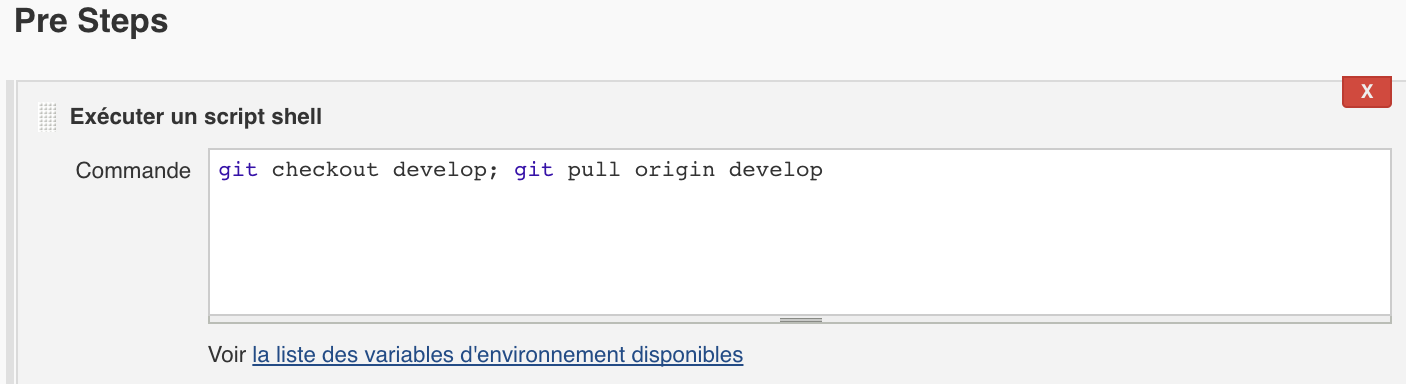 Pre Steps
X
Exécuter un script shell
Commande
git checkout develop; git pull origin develop
Voir la liste des variables d'environnement disponibles